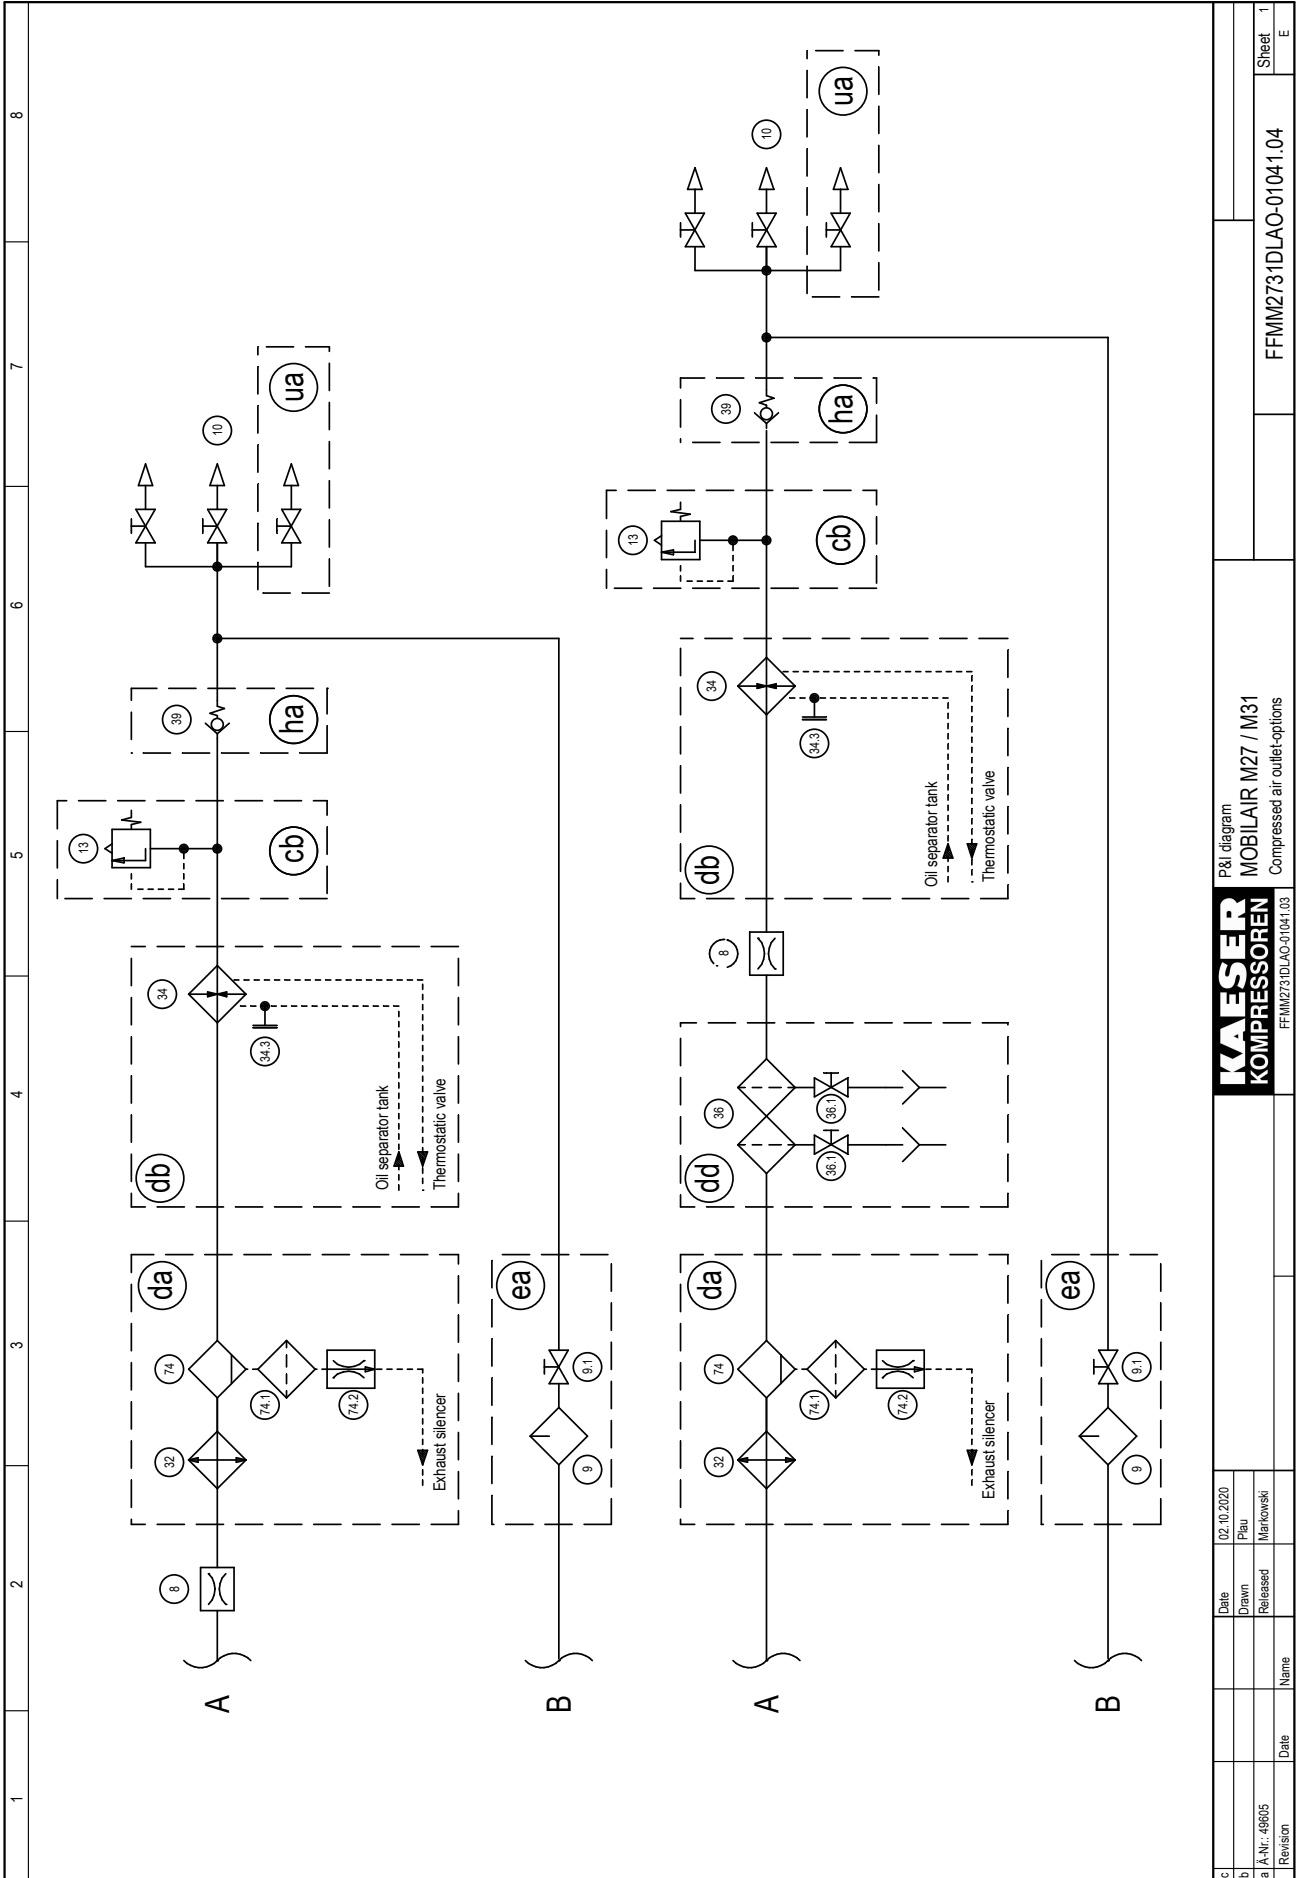 1
2
3
4
5
6
7
8
A
8
32
74
74.1
74.2
Exhaust silencer
da
db
34
34.3
Oil separator tank
Thermostatic valve
13
cb
39
ha
10
ua
B
9
9.1
ea
A
32
74
74.1
74.2
Exhaust silencer
da
dd
36
36.1
36.1
8
db
34
34.3
Oil separator tank
Thermostatic valve
13
cb
39
ha
10
ua
B
9
9.1
ea
c
b
a
Ä-Nr.: 49605
Revision
Date
Name
Date
02.10.2020
Drawn
Plau
Released
Markowski
KAESER
KOMPRESSOREN
FFMM2731DLAO-01041.03
P&I diagram
MOBILAIR M27 / M31
Compressed air outlet-options
FFMM2731DLAO-01041.04
Sheet
1
E